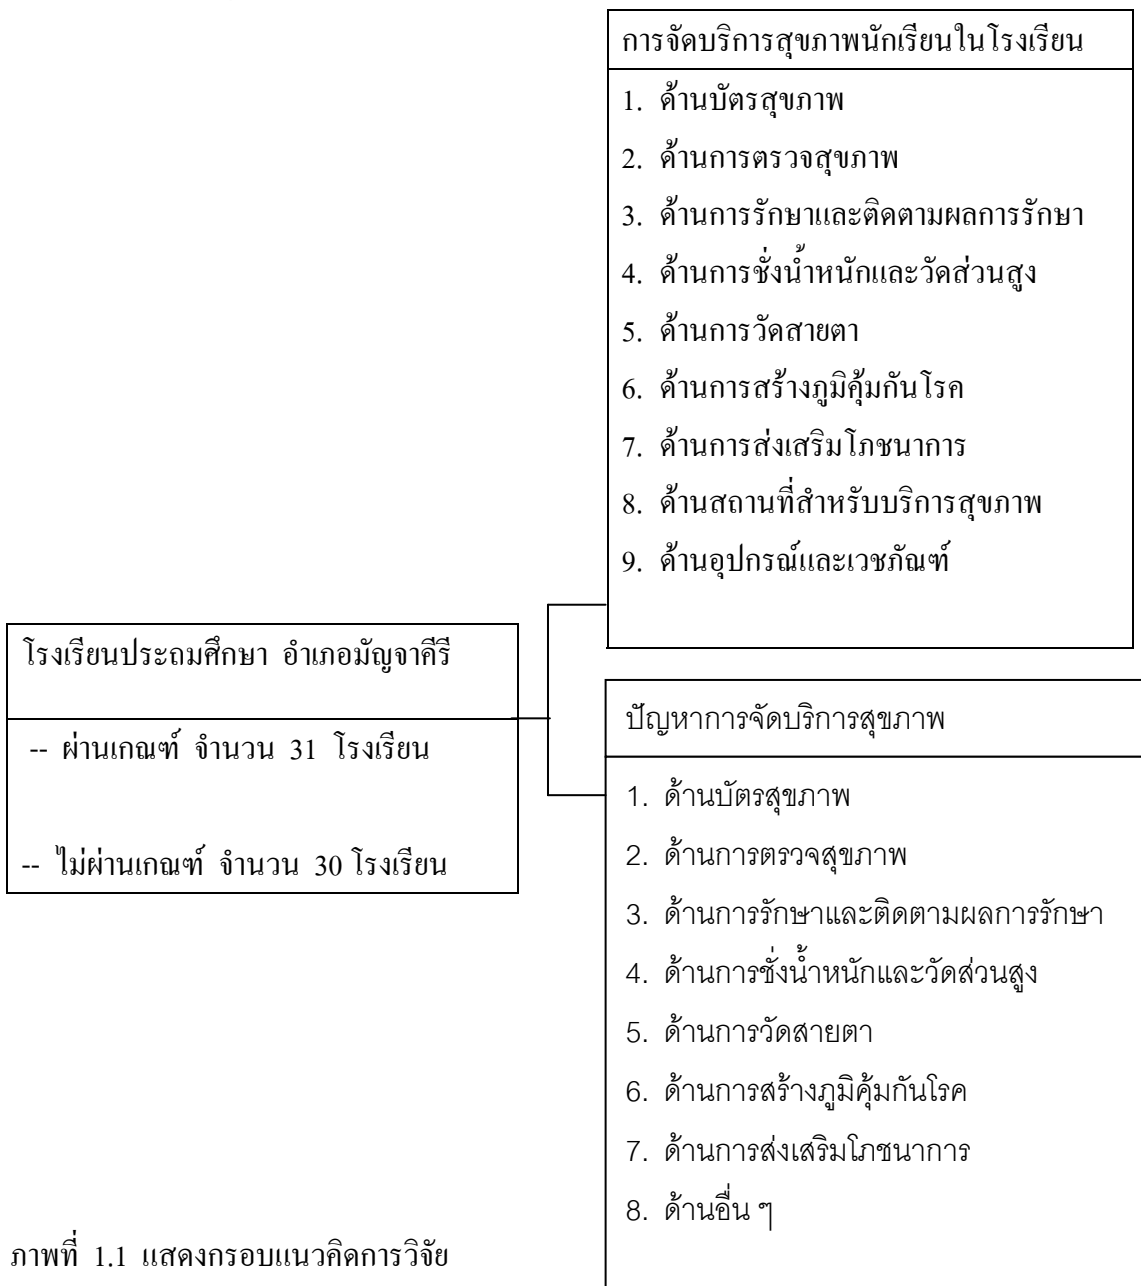 การจัดบริการสุขภาพนักเรียนในโรงเรียน
1. ด้านบัตรสุขภาพ
2. ด้านการตรวจสุขภาพ
3. ด้านการรักษาและติดตามผลการรักษา
4. ด้านการชั่งน้ำหนักและวัดส่วนสูง
5. ด้านการวัดสายตา
6. ด้านการสร้างภูมิคุ้มกันโรค
7. ด้านการส่งเสริมโภชนาการ
8. ด้านสถานที่สำหรับบริการสุขภาพ
9. ด้านอุปกรณ์และเวชภัณฑ์
โรงเรียนประถมศึกษา อำเภอมัญจาคีรี
-- ผ่านเกณฑ์ จำนวน 31 โรงเรียน
-- ไม่ผ่านเกณฑ์ จำนวน 30 โรงเรียน
ปัญหาการจัดบริการสุขภาพ
1. ด้านบัตรสุขภาพ
2. ด้านการตรวจสุขภาพ
3. ด้านการรักษาและติดตามผลการรักษา
4. ด้านการชั่งน้ำหนักและวัดส่วนสูง
5. ด้านการวัดสายตา
6. ด้านการสร้างภูมิคุ้มกันโรค
7. ด้านการส่งเสริมโภชนาการ
8. ด้านอื่น ๆ
ภาพที่ 1.1 แสดงกรอบแนวคิดการวิจัย